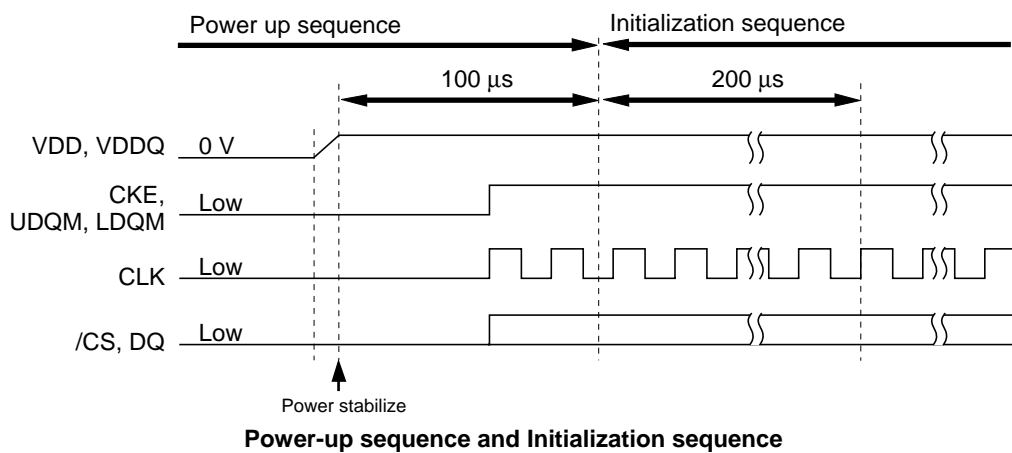 Power up sequence
Initialization sequence
100 μs
200 μs
VDD, VDDQ
0 V
CKE,
UDQM, LDQM
Low
CLK
Low
/CS, DQ
Low
Power stabilize
Power-up sequence and Initialization sequence